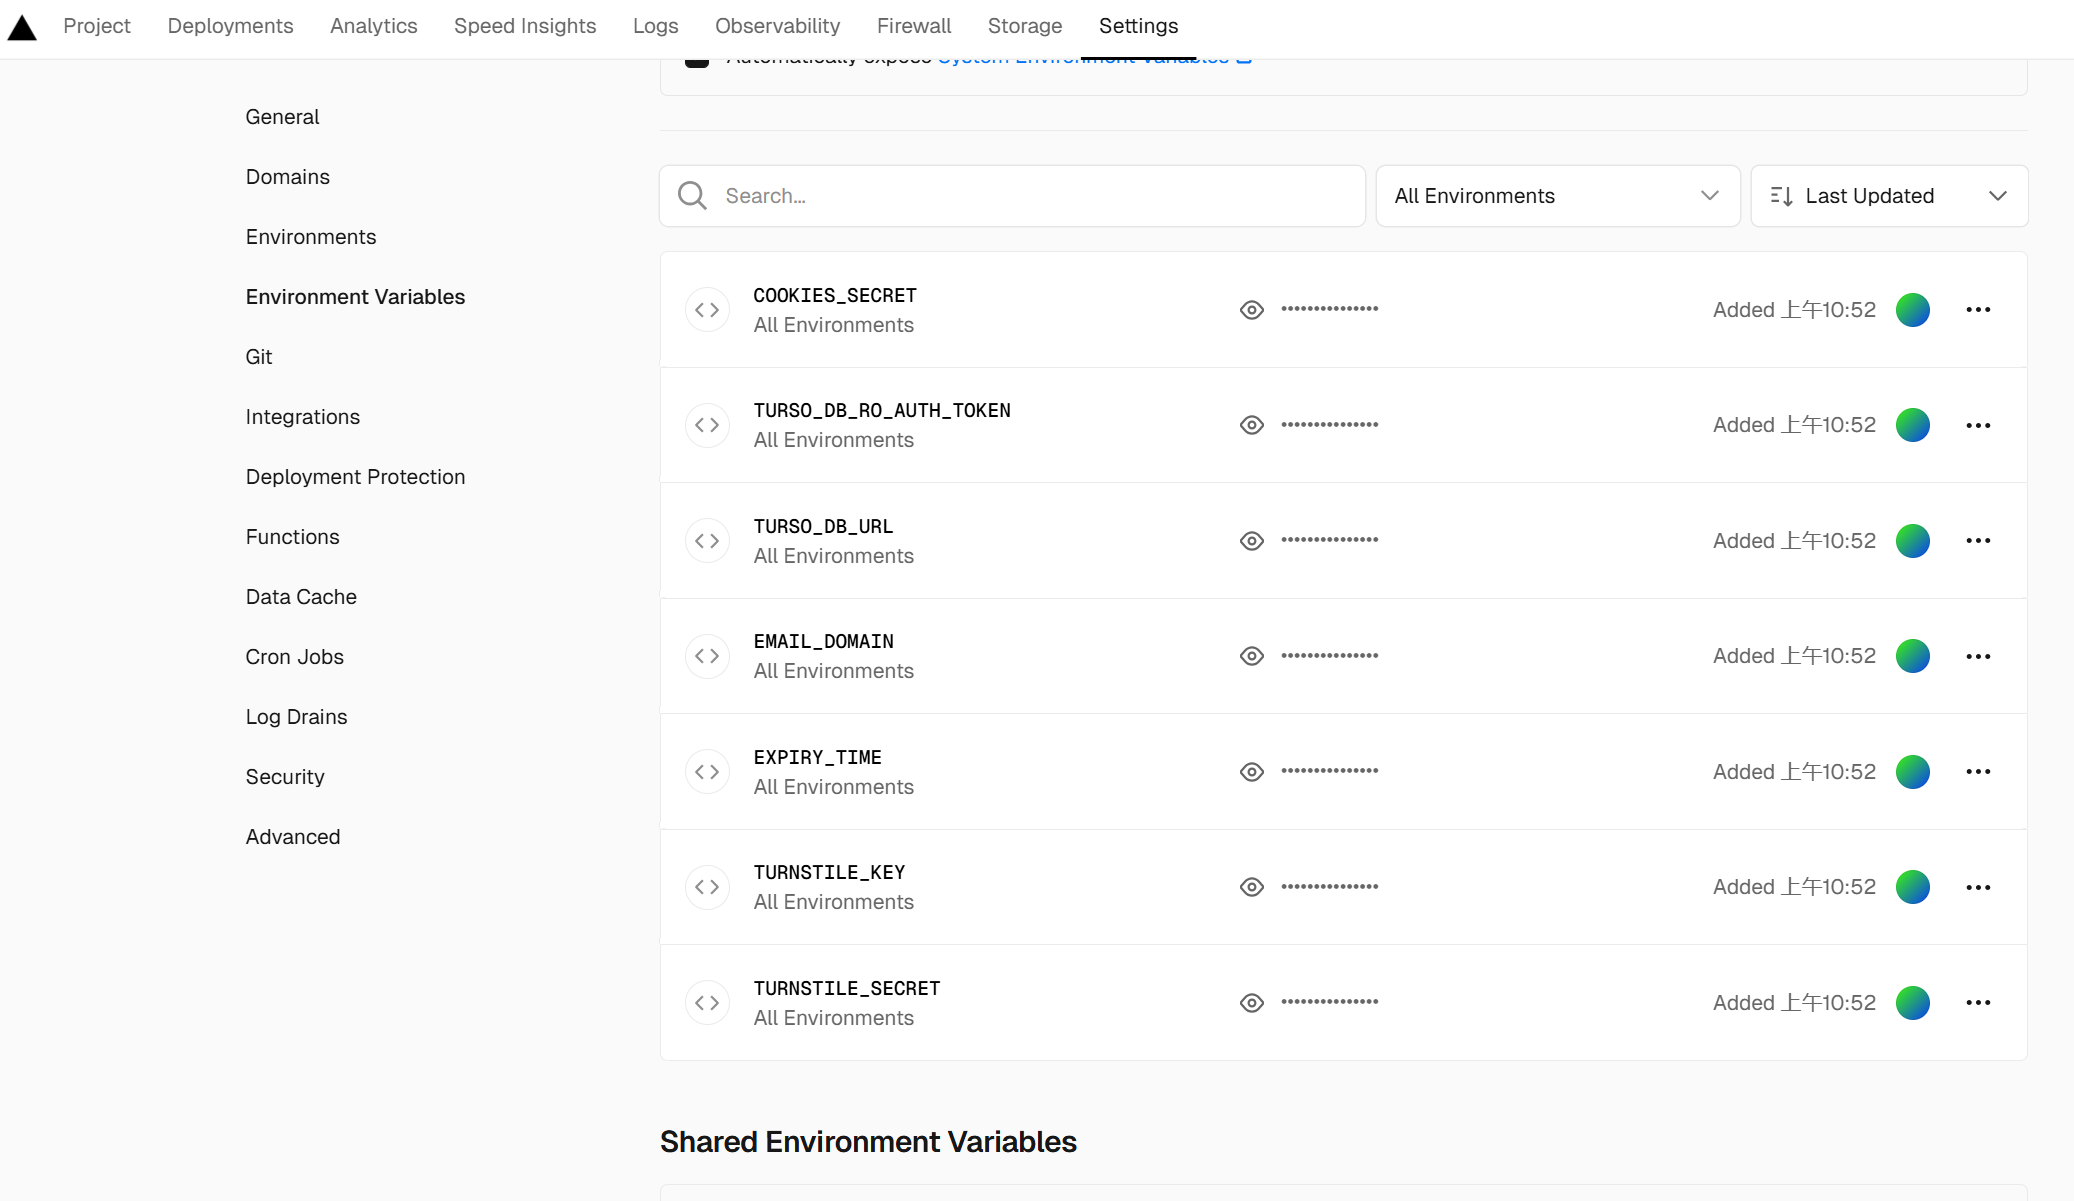 Project Deployments Analytics Speed Insights Logs Observability Firewall Storage Settings
Automatically expose System Environment Variables
General
Domains
Environments
Environment Variables
Git
Integrations
Deployment Protection
Functions
Data Cache
Cron Jobs
Log Drains
Security
Advanced
Search...
All Environments
Last Updated
COOKIES_SECRET
All Environments
Added 上午10:52
TURSO_DB_RO_AUTH_TOKEN
All Environments
Added 上午10:52
TURSO_DB_URL
All Environments
Added 上午10:52
EMAIL_DOMAIN
All Environments
Added 上午10:52
EXPIRY_TIME
All Environments
Added 上午10:52
TURNSTILE_KEY
All Environments
Added 上午10:52
TURNSTILE_SECRET
All Environments
Added 上午10:52
Shared Environment Variables